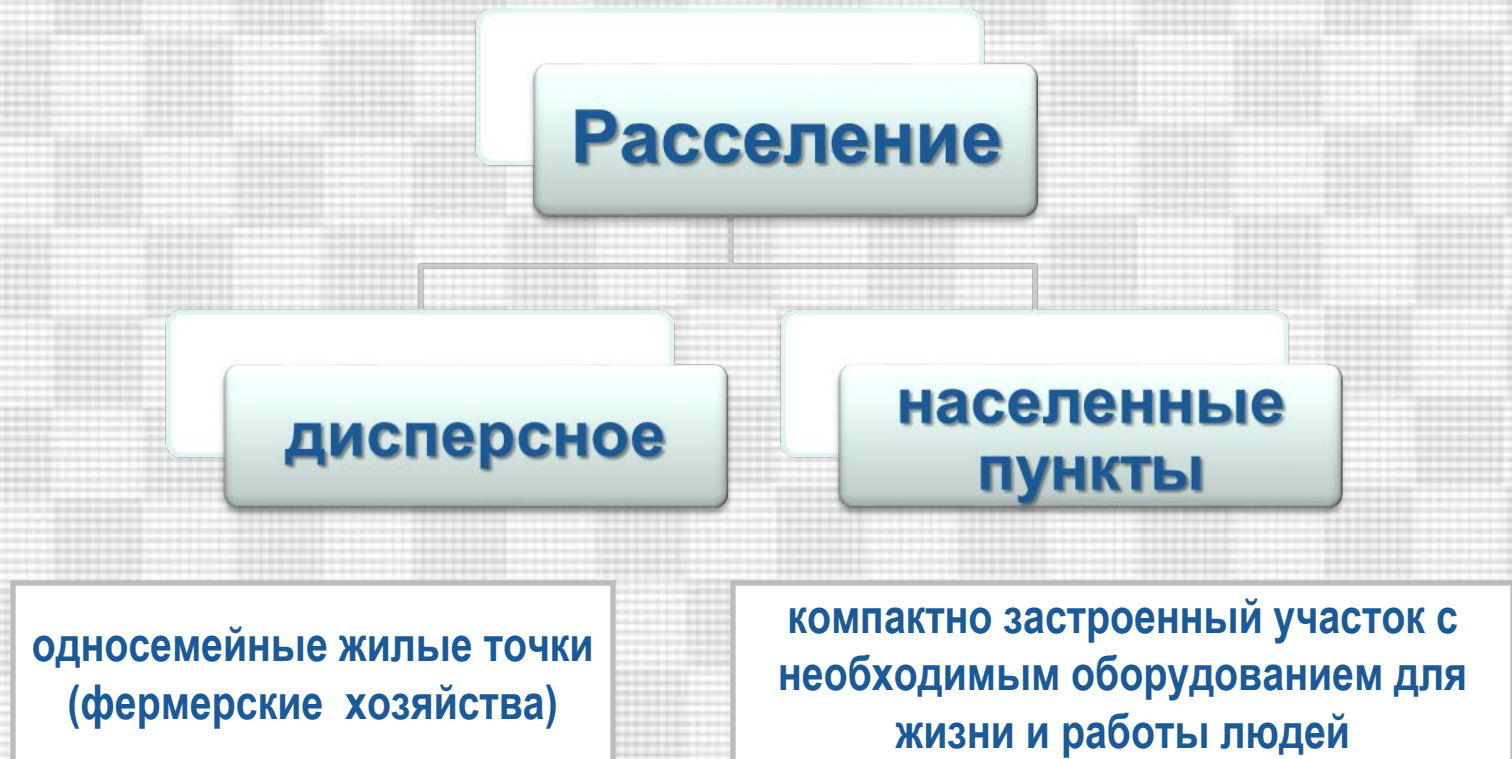 Расселение
дисперсное
населенные
пункты
односемейные жилые точки
(фермерские хозяйства)
компактно застроенный участок с
необходимым оборудованием для
жизни и работы людей